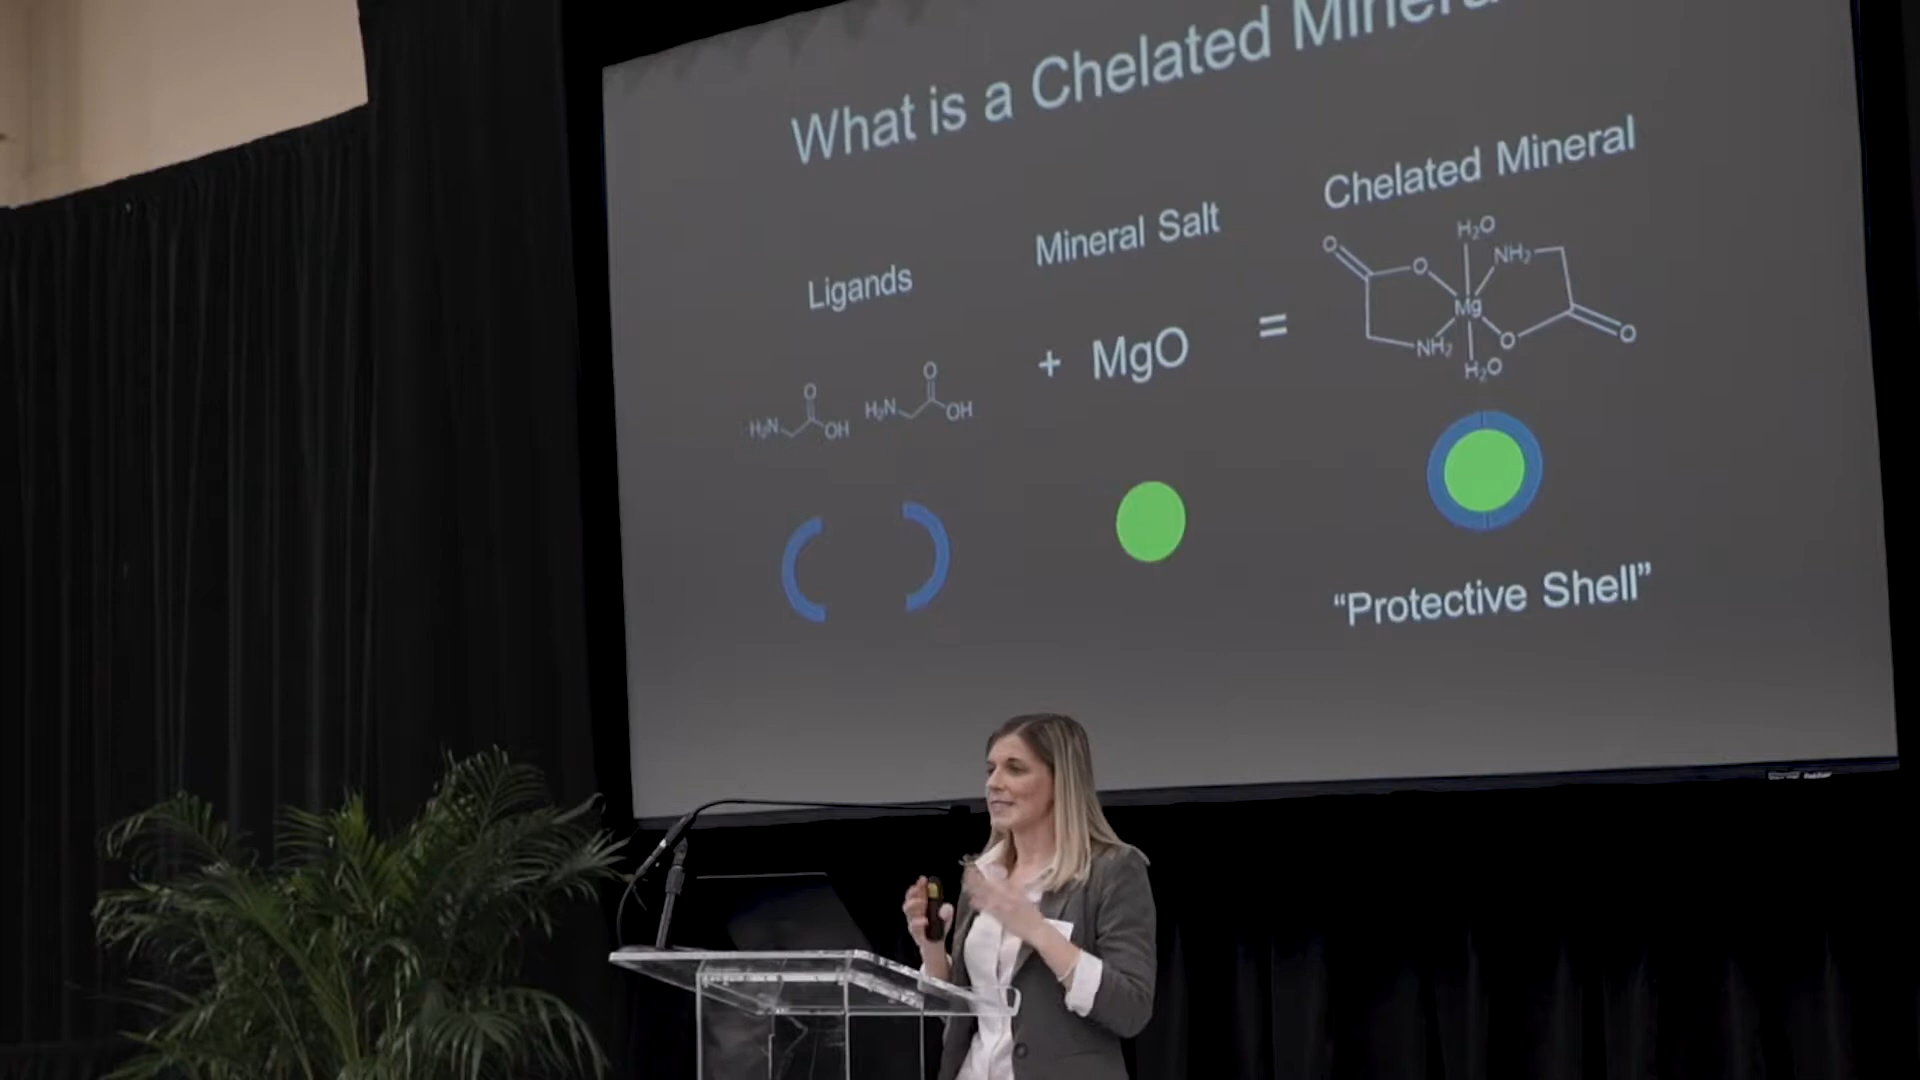 What is a Chelated
Ligands
Mineral Salt
Chelated Mineral
H₂N
O
OH
H₂N
O
OH
+ MgO
=
O
O
H₂O
NH₂
Mg
NH₂
O
O
H₂O
“Protective Shell”